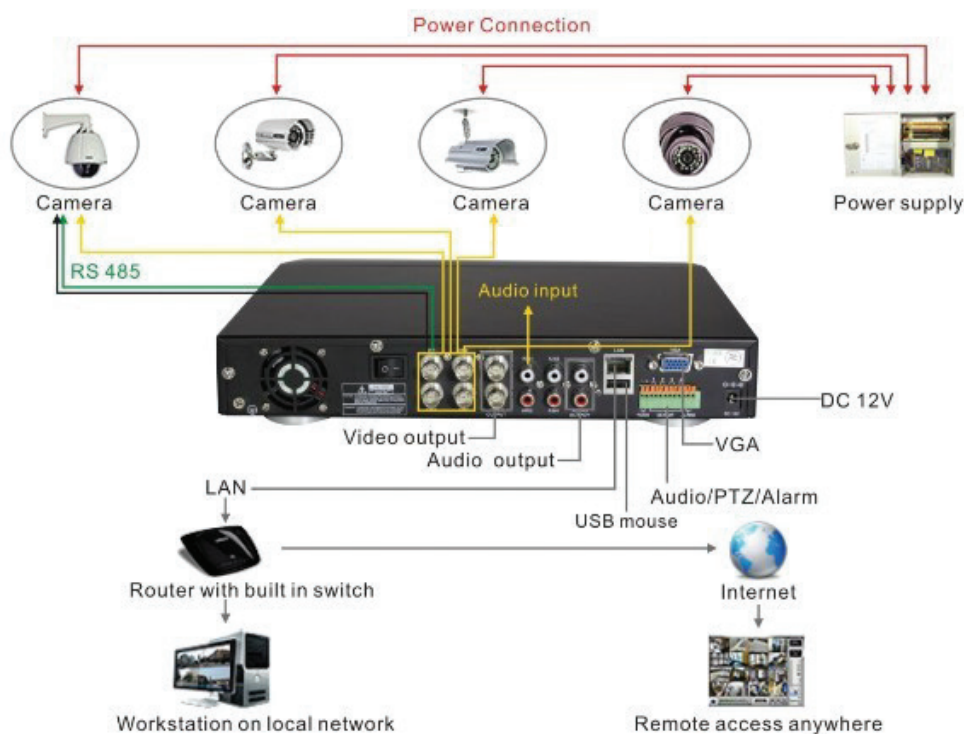 Power Connection
Camera
Camera
Camera
Camera
Power supply
RS 485
Audio input
LAN
VGA
DC 12V
Video output
Audio output
VGA
LAN
Audio/PTZ/Alarm
USB mouse
Router with built in switch
Internet
Workstation on local network
Remote access anywhere